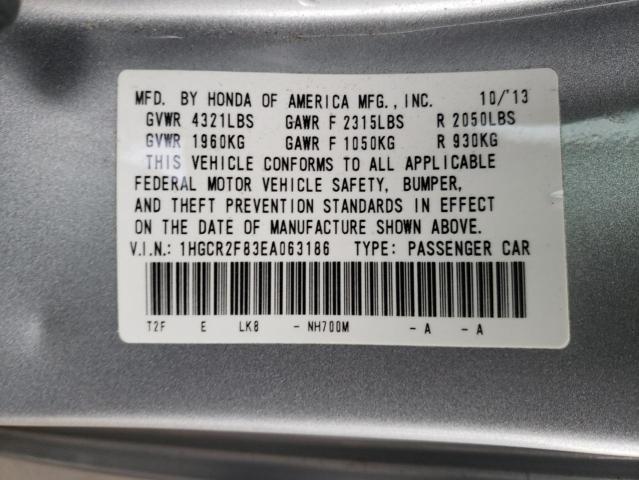 MFD. BY HONDA OF AMERICA MFG., INC. 10/'13
GVWR 4321LBS GAWR F 2315LBS R 2050LBS
GVWR 1960KG GAWR F 1050KG R 930KG
THIS VEHICLE CONFORMS TO ALL APPLICABLE
FEDERAL MOTOR VEHICLE SAFETY, BUMPER,
AND THEFT PREVENTION STANDARDS IN EFFECT
ON THE DATE OF MANUFACTURE SHOWN ABOVE.
V.I.N.: 1HGCR2F83EA063186 TYPE: PASSENGER CAR
T2F E LK8 - NH700M - A - A